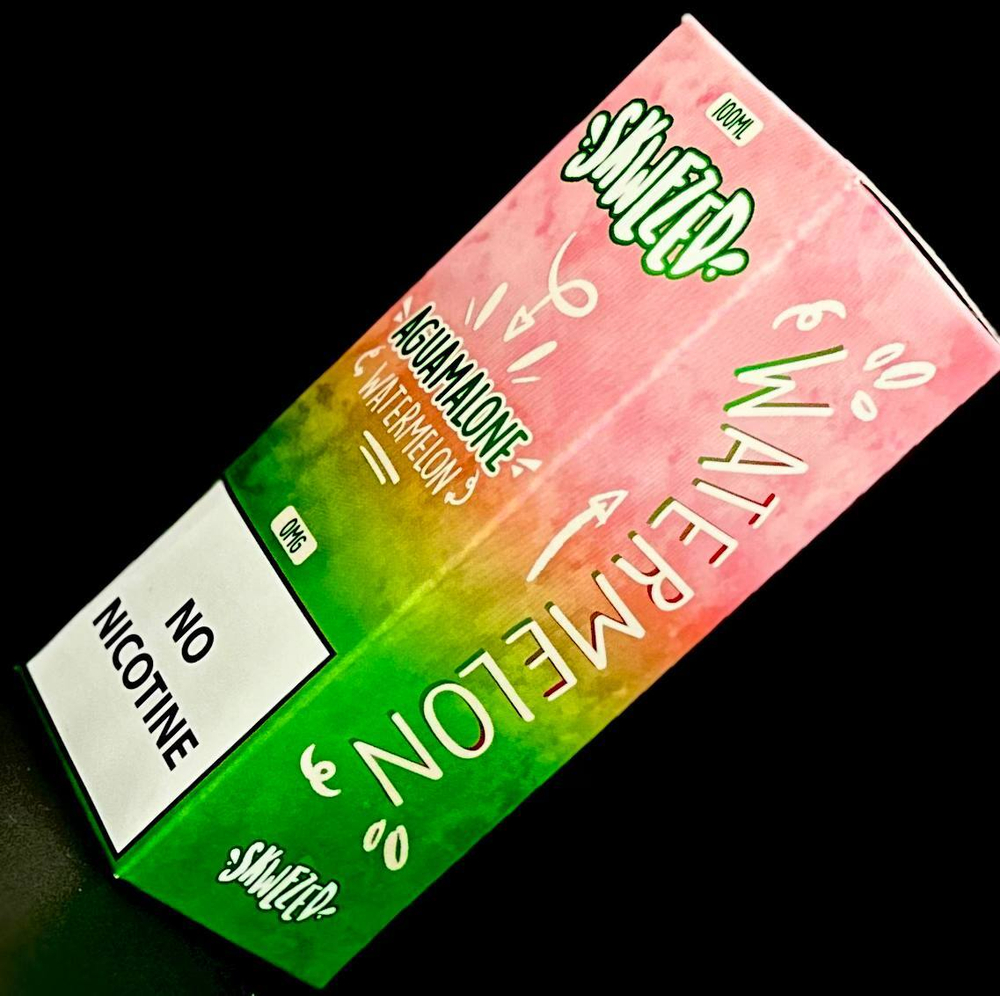 100ML
SKWEZED
AGUAMALONE
WATERMELON
0MG
NO
NICOTINE
WATERMELON
SKWEZED